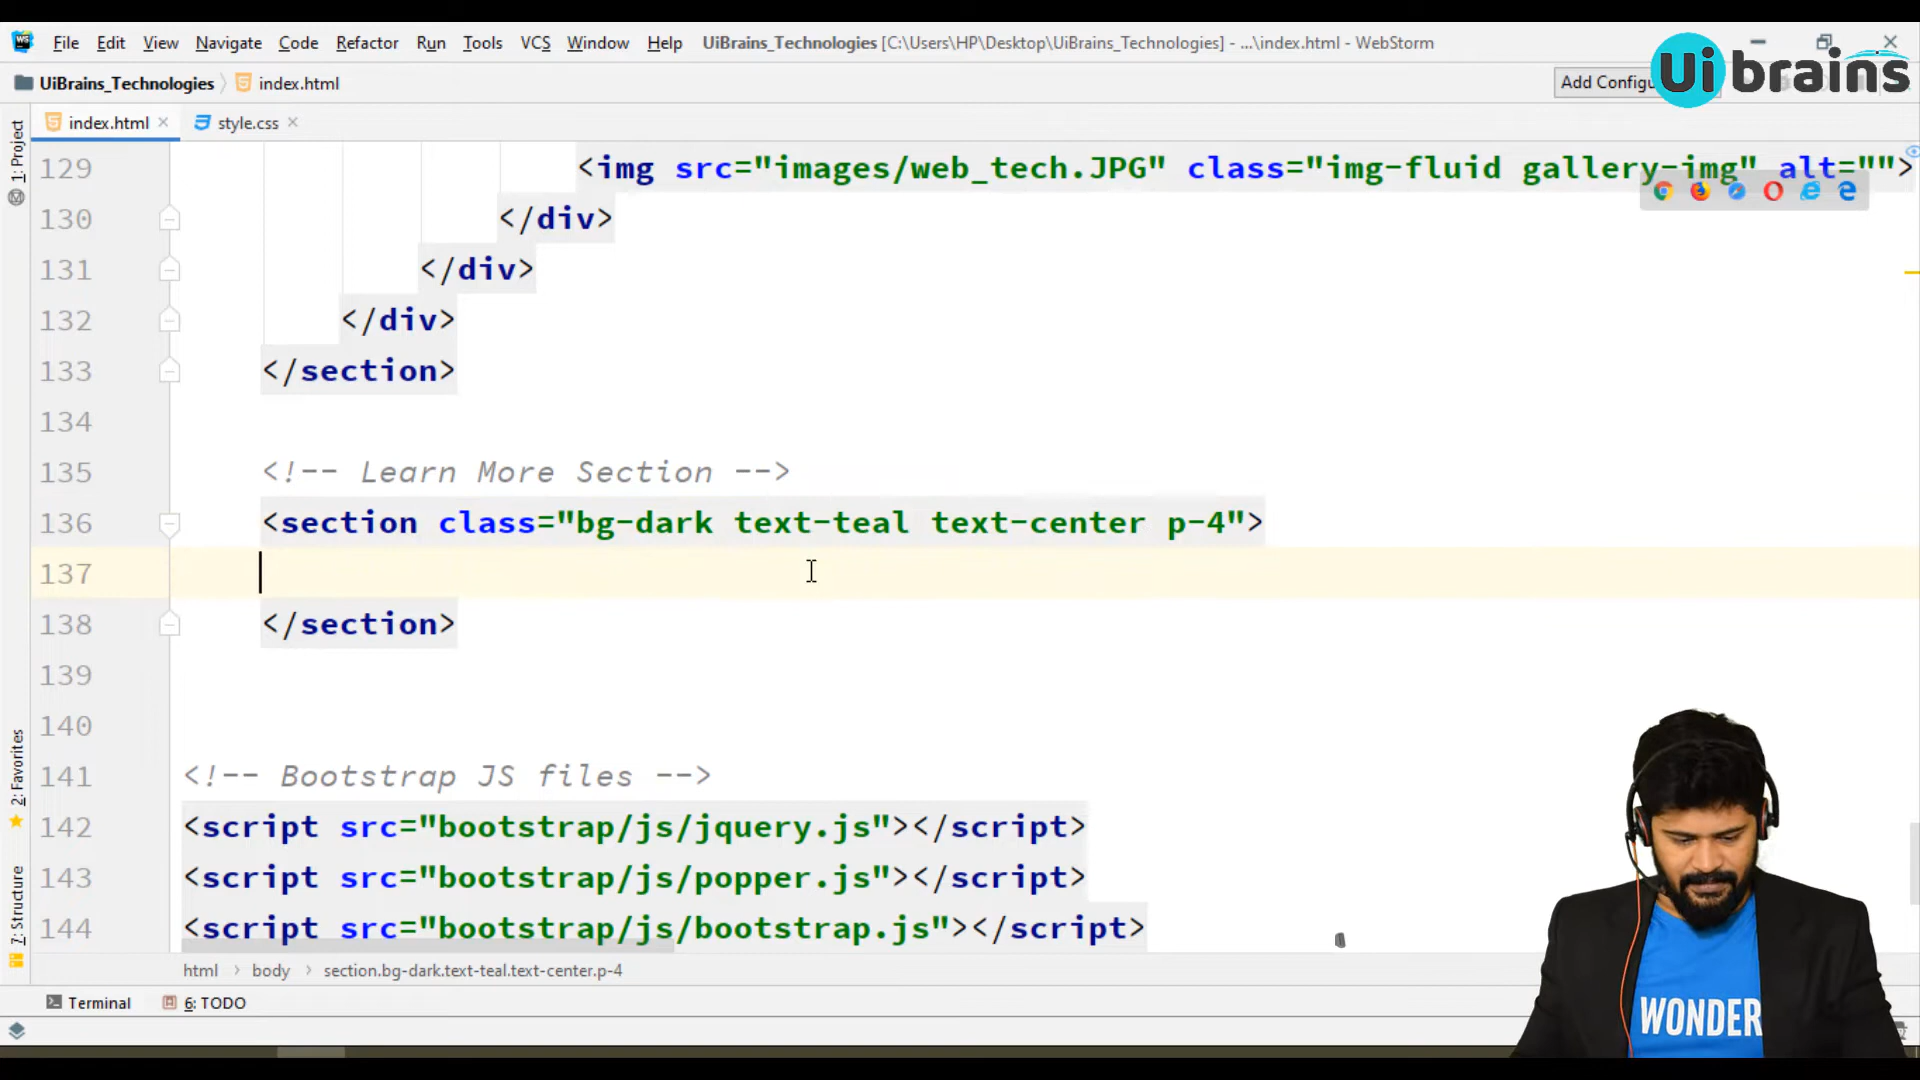 File Edit View Navigate Code Refactor Run Tools VCS Window Help UiBrains_Technologies [C:\Users\HP\Desktop\UiBrains_Technologies] - ...\index.html - WebStorm
UiBrains_Technologies index.html Add Configu
Ui brains
index.html style.css
1: Project
129 <img src="images/web_tech.JPG" class="img-fluid gallery-img" alt="">
130 </div>
131 </div>
132 </div>
133 </section>
134
135 <!-- Learn More Section -->
136 <section class="bg-dark text-teal text-center p-4">
137
138 </section>
139
140
141 <!-- Bootstrap JS files -->
142 <script src="bootstrap/js/jquery.js"></script>
143 <script src="bootstrap/js/popper.js"></script>
144 <script src="bootstrap/js/bootstrap.js"></script>
2: Favorites
7: Structure
html body section.bg-dark.text-teal.text-center.p-4
Terminal 6: TODO
WONDER